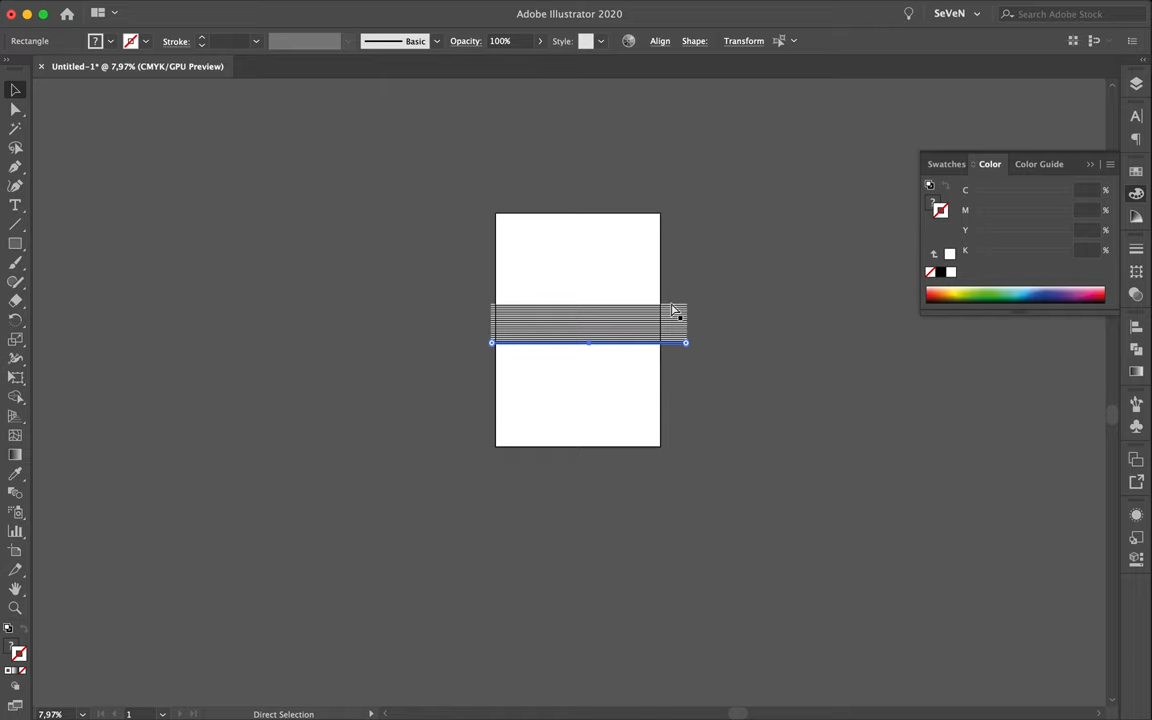 Adobe Illustrator 2020
SeVeN
Search Adobe Stock...
Rectangle
?
Stroke:
Basic
Opacity:
100%
Style:
Align
Shape:
Transform
× Untitled-1* @ 7,97% (CMYK/GPU Preview)
Swatches
Color
Color Guide
?
C
%
M
%
Y
%
K
%
?
7,97%
1
Direct Selection